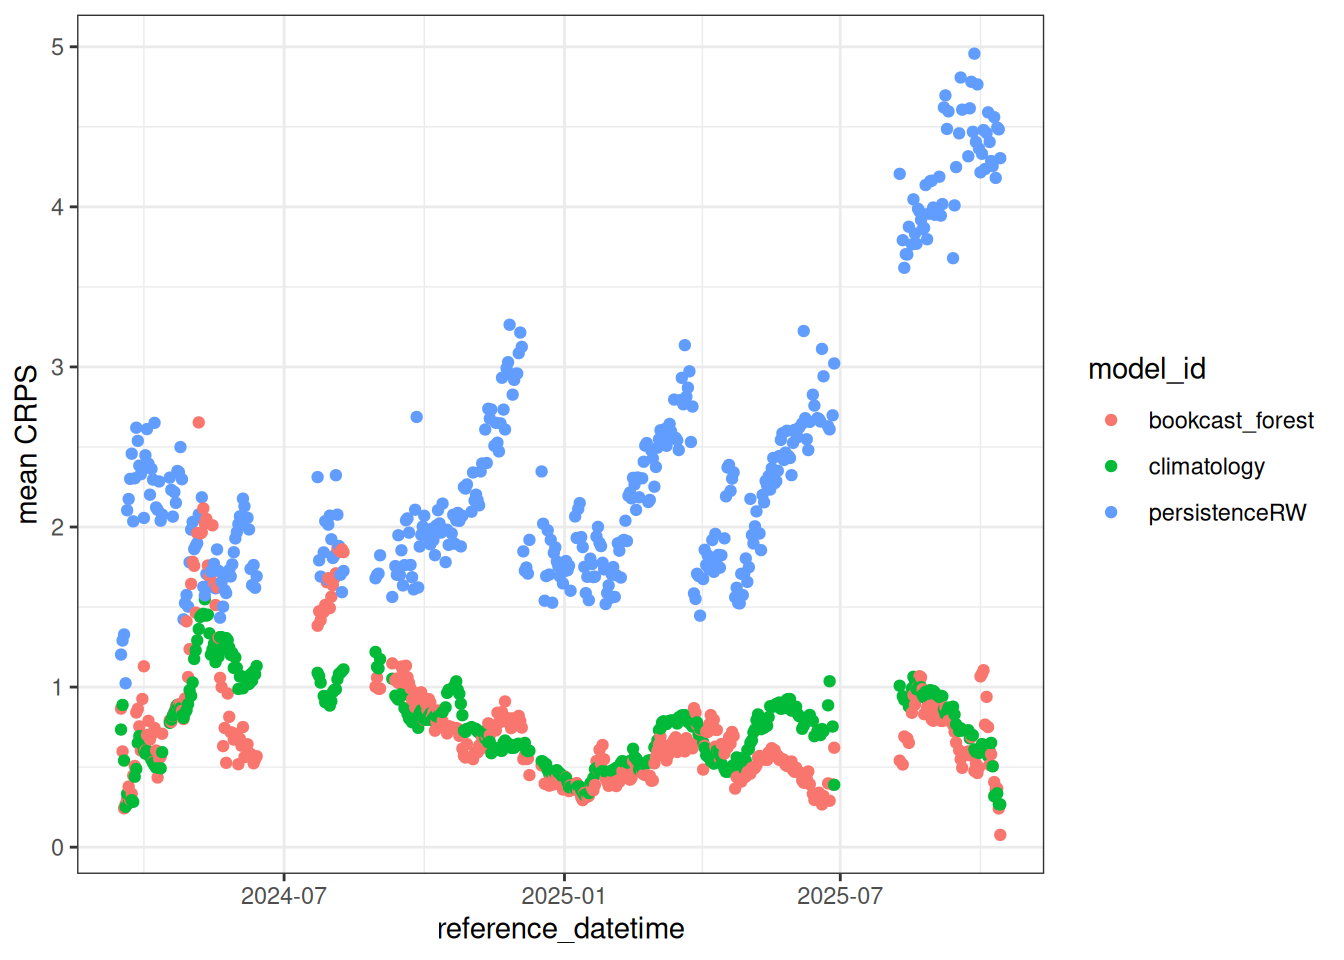 5
4
3
2
1
0
mean CRPS
2024-07
2025-01
2025-07
reference_datetime
model_id
bookcast_forest
climatology
persistenceRW